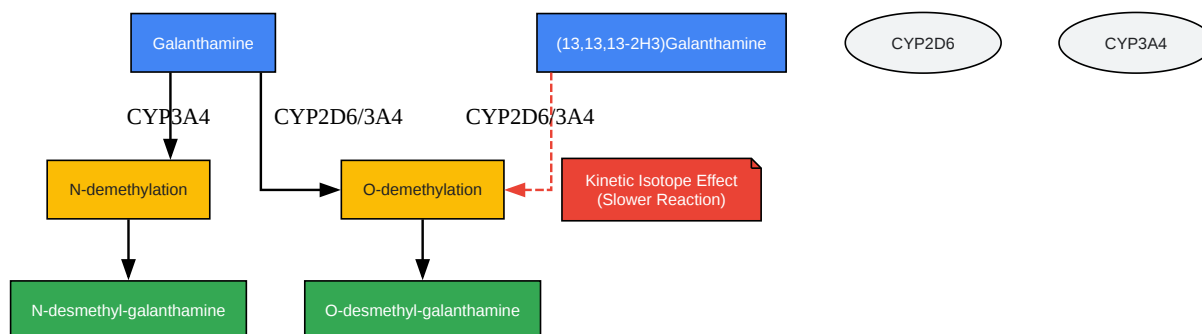 Galanthamine
(13,13,13-2H3)Galanthamine
CYP2D6
CYP3A4
CYP3A4
CYP2D6/3A4
CYP2D6/3A4
N-demethylation
O-demethylation
Kinetic Isotope Effect
(Slower Reaction)
N-desmethyl-galanthamine
O-desmethyl-galanthamine